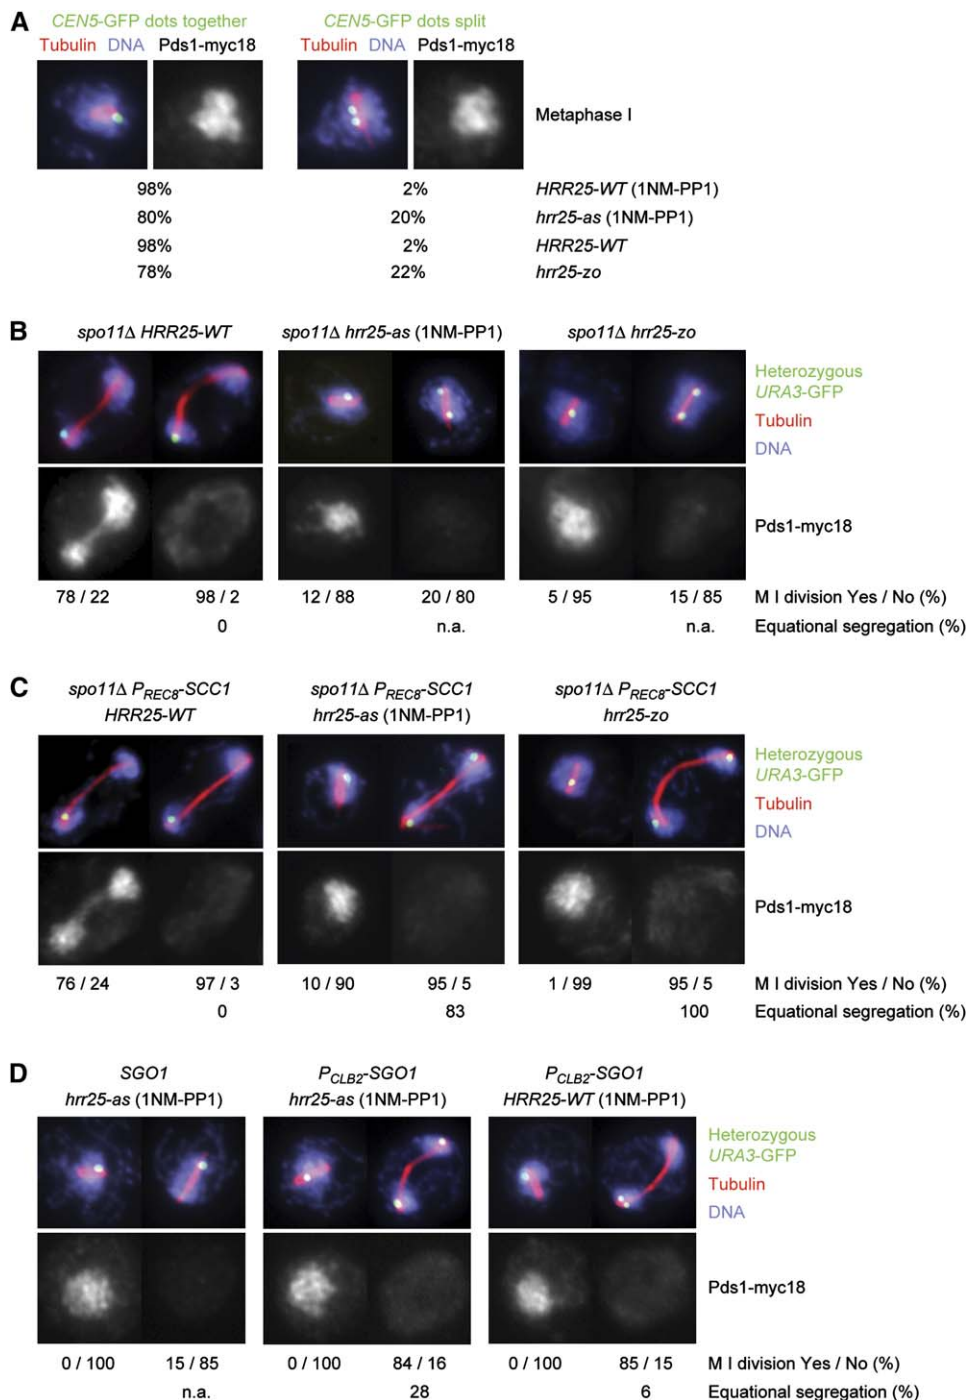 A
CEN5-GFP dots together
CEN5-GFP dots split
Tubulin DNA Pds1-myc18
Tubulin DNA Pds1-myc18
Metaphase I
98% 2% HRR25-WT (1NM-PP1)
80% 20% hrr25-as (1NM-PP1)
98% 2% HRR25-WT
78% 22% hrr25-zo
B
spo11Δ HRR25-WT
spo11Δ hrr25-as (1NM-PP1)
spo11Δ hrr25-zo
Heterozygous
URA3-GFP
Tubulin
DNA
Pds1-myc18
78 / 22 98 / 2 12 / 88 20 / 80 5 / 95 15 / 85 M I division Yes / No (%)
0 n.a. n.a. Equational segregation (%)
C
spo11Δ PREC8-SCC1
HRR25-WT
spo11Δ PREC8-SCC1
hrr25-as (1NM-PP1)
spo11Δ PREC8-SCC1
hrr25-zo
Heterozygous
URA3-GFP
Tubulin
DNA
Pds1-myc18
76 / 24 97 / 3 10 / 90 95 / 5 1 / 99 95 / 5 M I division Yes / No (%)
0 83 100 Equational segregation (%)
D
SGO1
hrr25-as (1NM-PP1)
PCLB2-SGO1
hrr25-as (1NM-PP1)
PCLB2-SGO1
HRR25-WT (1NM-PP1)
Heterozygous
URA3-GFP
Tubulin
DNA
Pds1-myc18
0 / 100 15 / 85 0 / 100 84 / 16 0 / 100 85 / 15 M I division Yes / No (%)
n.a. 28 6 Equational segregation (%)